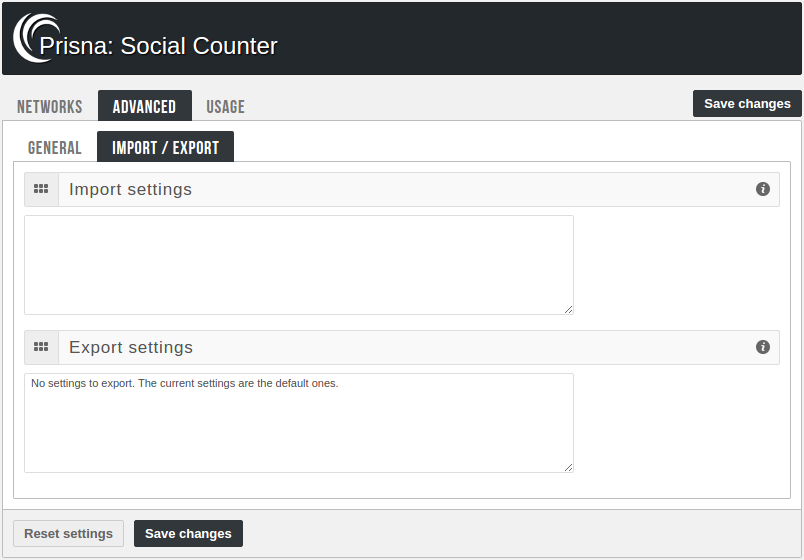 Prisna: Social Counter
NETWORKS ADVANCED USAGE Save changes
GENERAL IMPORT / EXPORT
Import settings
Export settings
No settings to export. The current settings are the default ones.
Reset settings Save changes